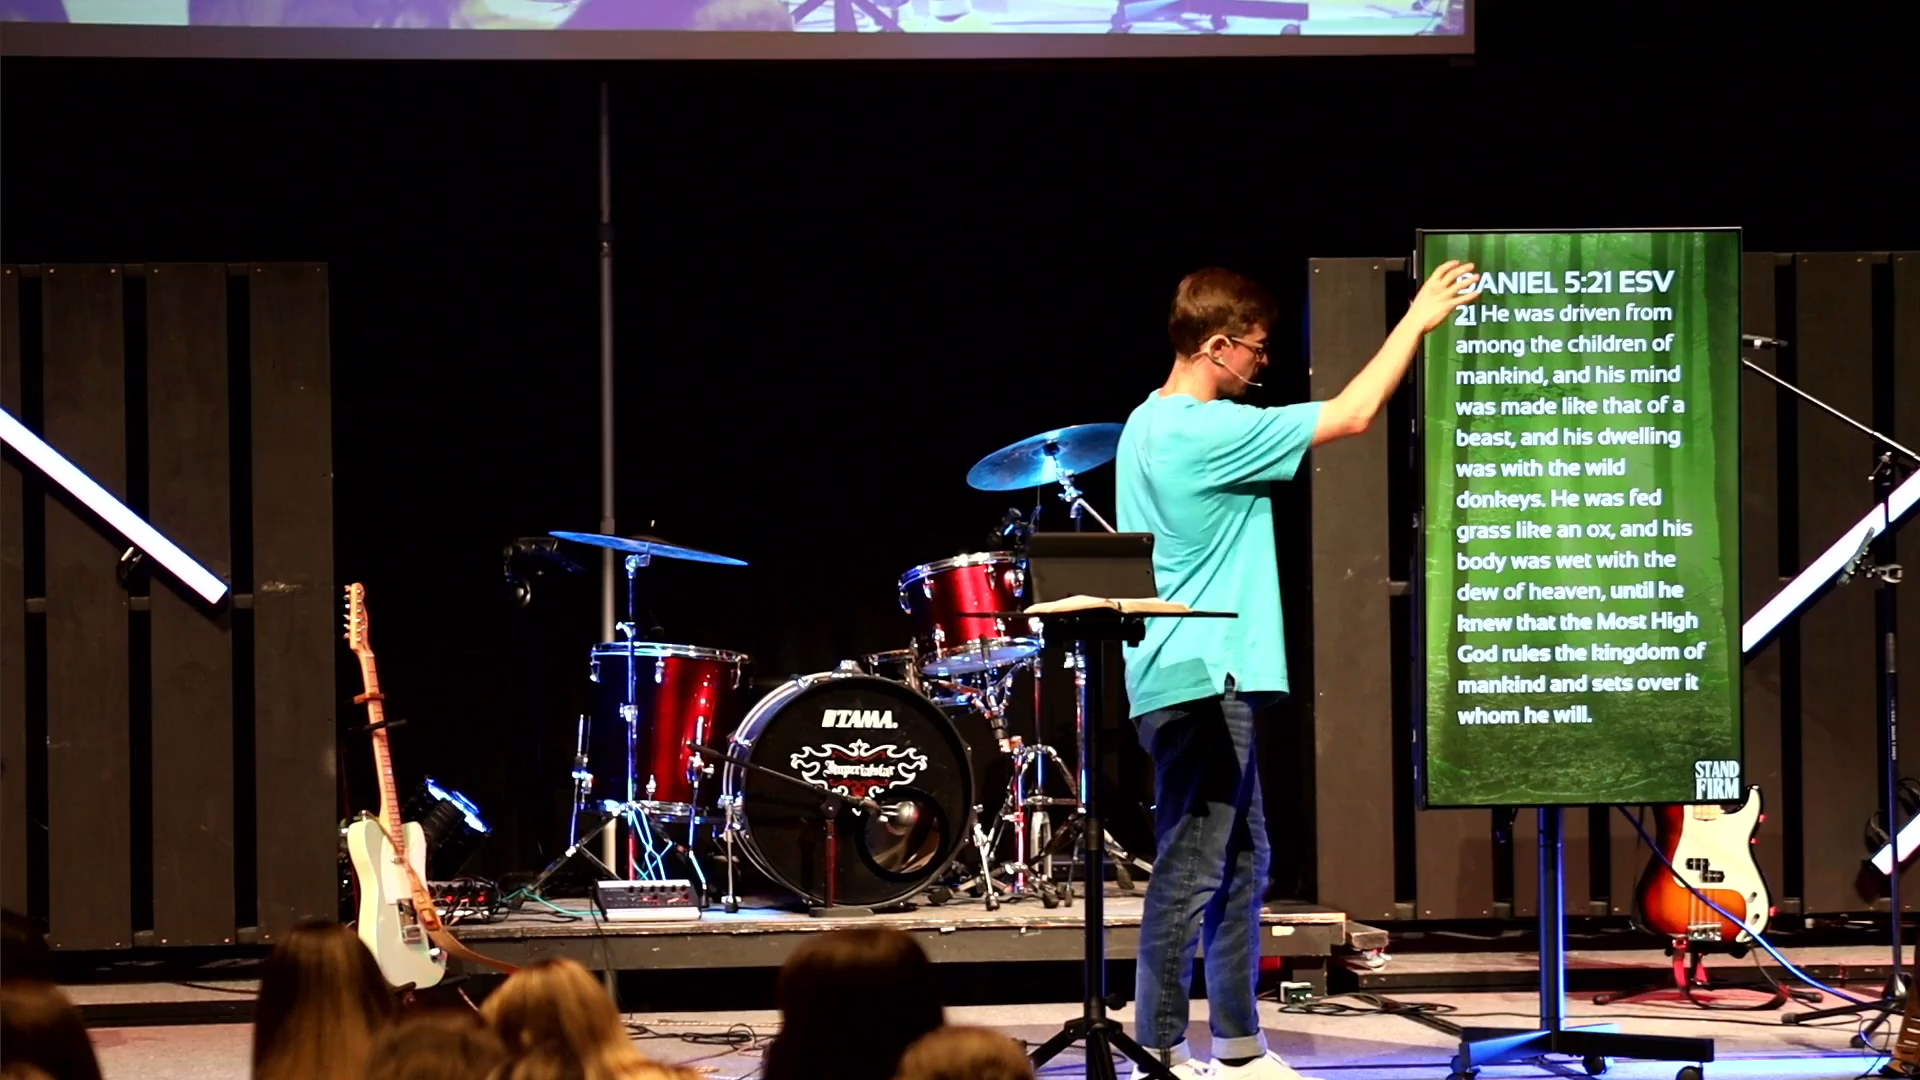 DANIEL 5:21 ESV
21 He was driven from
among the children of
mankind, and his mind
was made like that of a
beast, and his dwelling
was with the wild
donkeys. He was fed
grass like an ox, and his
body was wet with the
dew of heaven, until he
knew that the Most High
God rules the kingdom of
mankind and sets over it
whom he will.
STAND
FIRM
TAMA.
Imperialstar